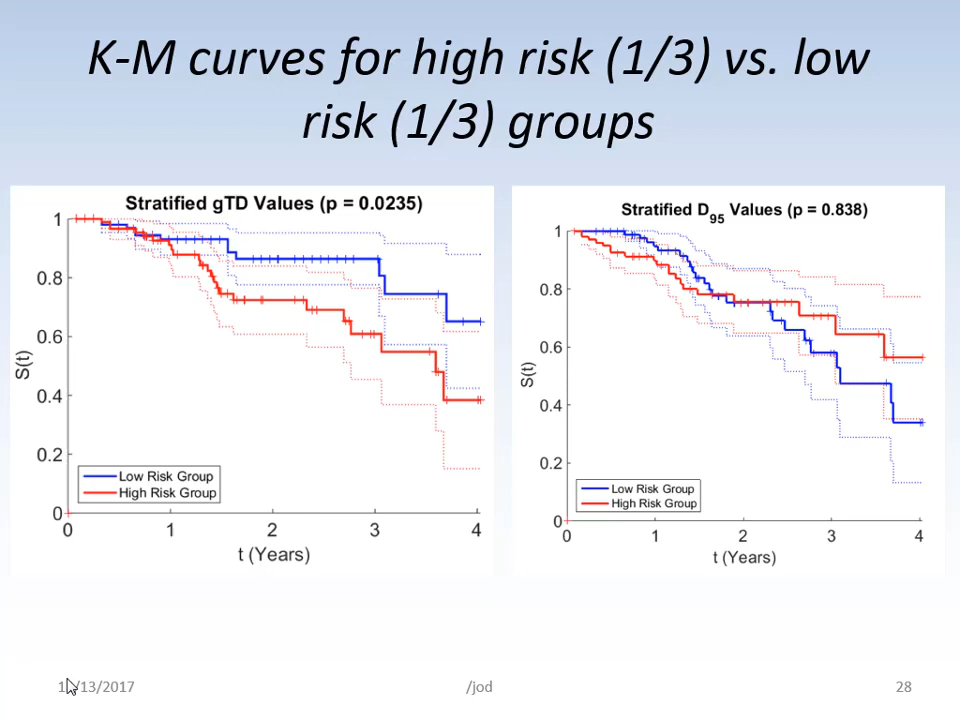 K-M curves for high risk (1/3) vs. low
risk (1/3) groups
Stratified gTD Values (p = 0.0235)
1
0.8
0.6
0.4
0.2
0
S(t)
Low Risk Group
High Risk Group
0 1 2 3 4
t (Years)
Stratified D95 Values (p = 0.838)
1
0.8
0.6
0.4
0.2
0
S(t)
Low Risk Group
High Risk Group
0 1 2 3 4
t (Years)
/13/2017
/jod
28